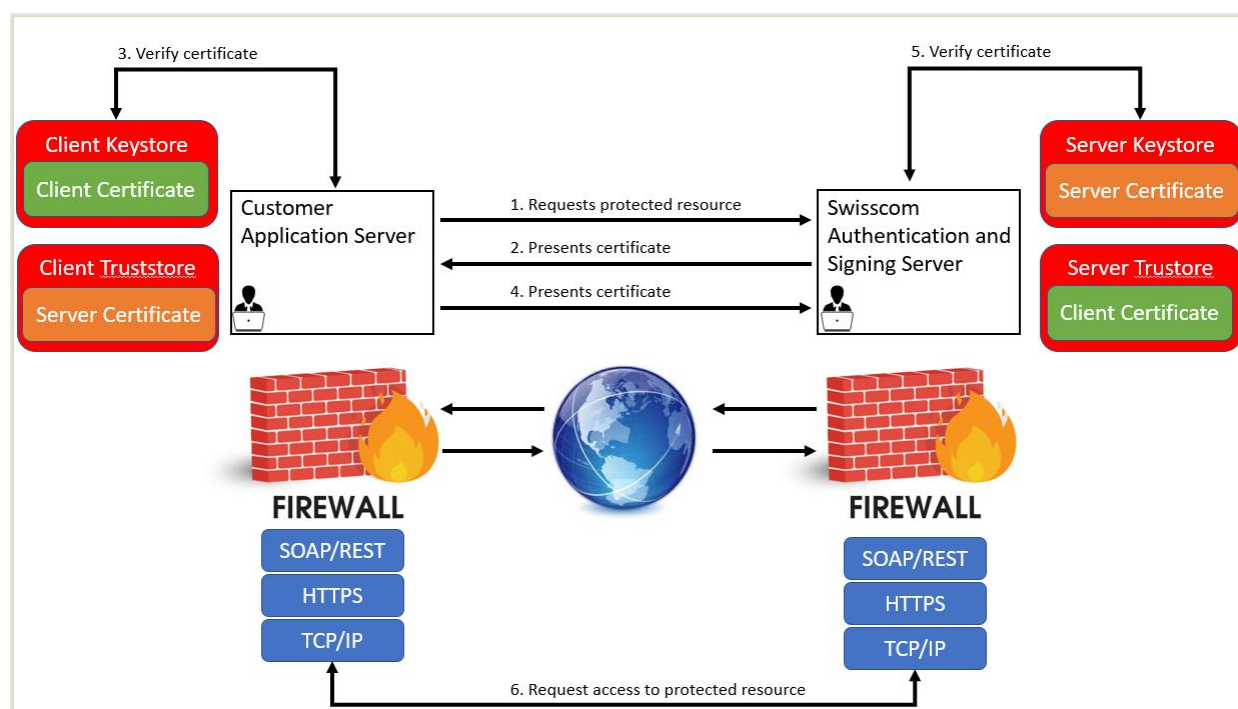 3. Verify certificate
5. Verify certificate
Client Keystore
Client Certificate
Client Truststore
Server Certificate
Customer
Application Server
1. Requests protected resource
2. Presents certificate
4. Presents certificate
Swisscom
Authentication and
Signing Server
Server Keystore
Server Certificate
Server Trustore
Client Certificate
FIREWALL
FIREWALL
SOAP/REST
HTTPS
TCP/IP
SOAP/REST
HTTPS
TCP/IP
6. Request access to protected resource